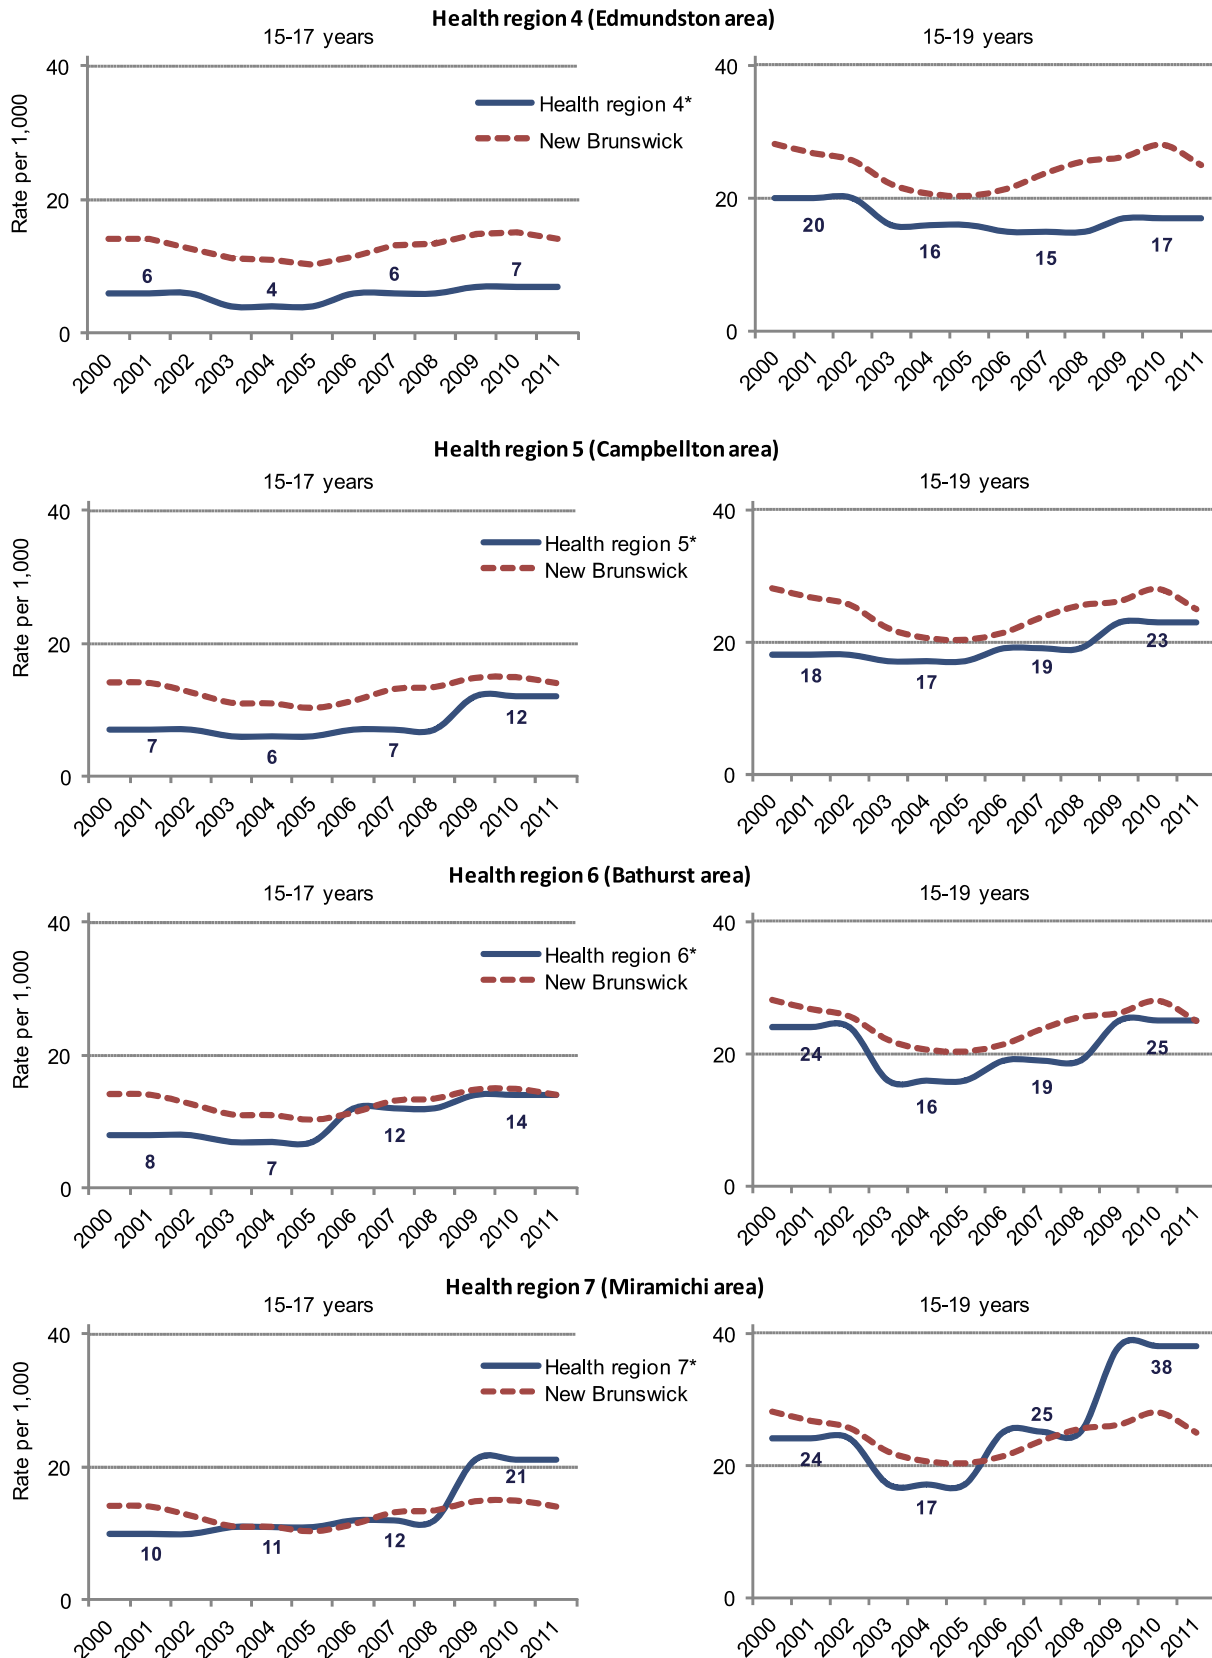 Health region 4 (Edmundston area)
15-17 years
15-19 years
Rate per 1,000
40
20
0
Health region 4*
New Brunswick
6
4
6
7
2000 2001 2002 2003 2004 2005 2006 2007 2008 2009 2010 2011
40
20
0
20
16
15
17
2000 2001 2002 2003 2004 2005 2006 2007 2008 2009 2010 2011
Health region 5 (Campbellton area)
15-17 years
15-19 years
Rate per 1,000
40
20
0
Health region 5*
New Brunswick
7
6
7
12
2000 2001 2002 2003 2004 2005 2006 2007 2008 2009 2010 2011
40
20
0
18
17
19
23
2000 2001 2002 2003 2004 2005 2006 2007 2008 2009 2010 2011
Health region 6 (Bathurst area)
15-17 years
15-19 years
Rate per 1,000
40
20
0
Health region 6*
New Brunswick
8
7
12
14
2000 2001 2002 2003 2004 2005 2006 2007 2008 2009 2010 2011
40
20
0
24
16
19
25
2000 2001 2002 2003 2004 2005 2006 2007 2008 2009 2010 2011
Health region 7 (Miramichi area)
15-17 years
15-19 years
Rate per 1,000
40
20
0
Health region 7*
New Brunswick
10
11
12
21
2000 2001 2002 2003 2004 2005 2006 2007 2008 2009 2010 2011
40
20
0
24
17
25
38
2000 2001 2002 2003 2004 2005 2006 2007 2008 2009 2010 2011